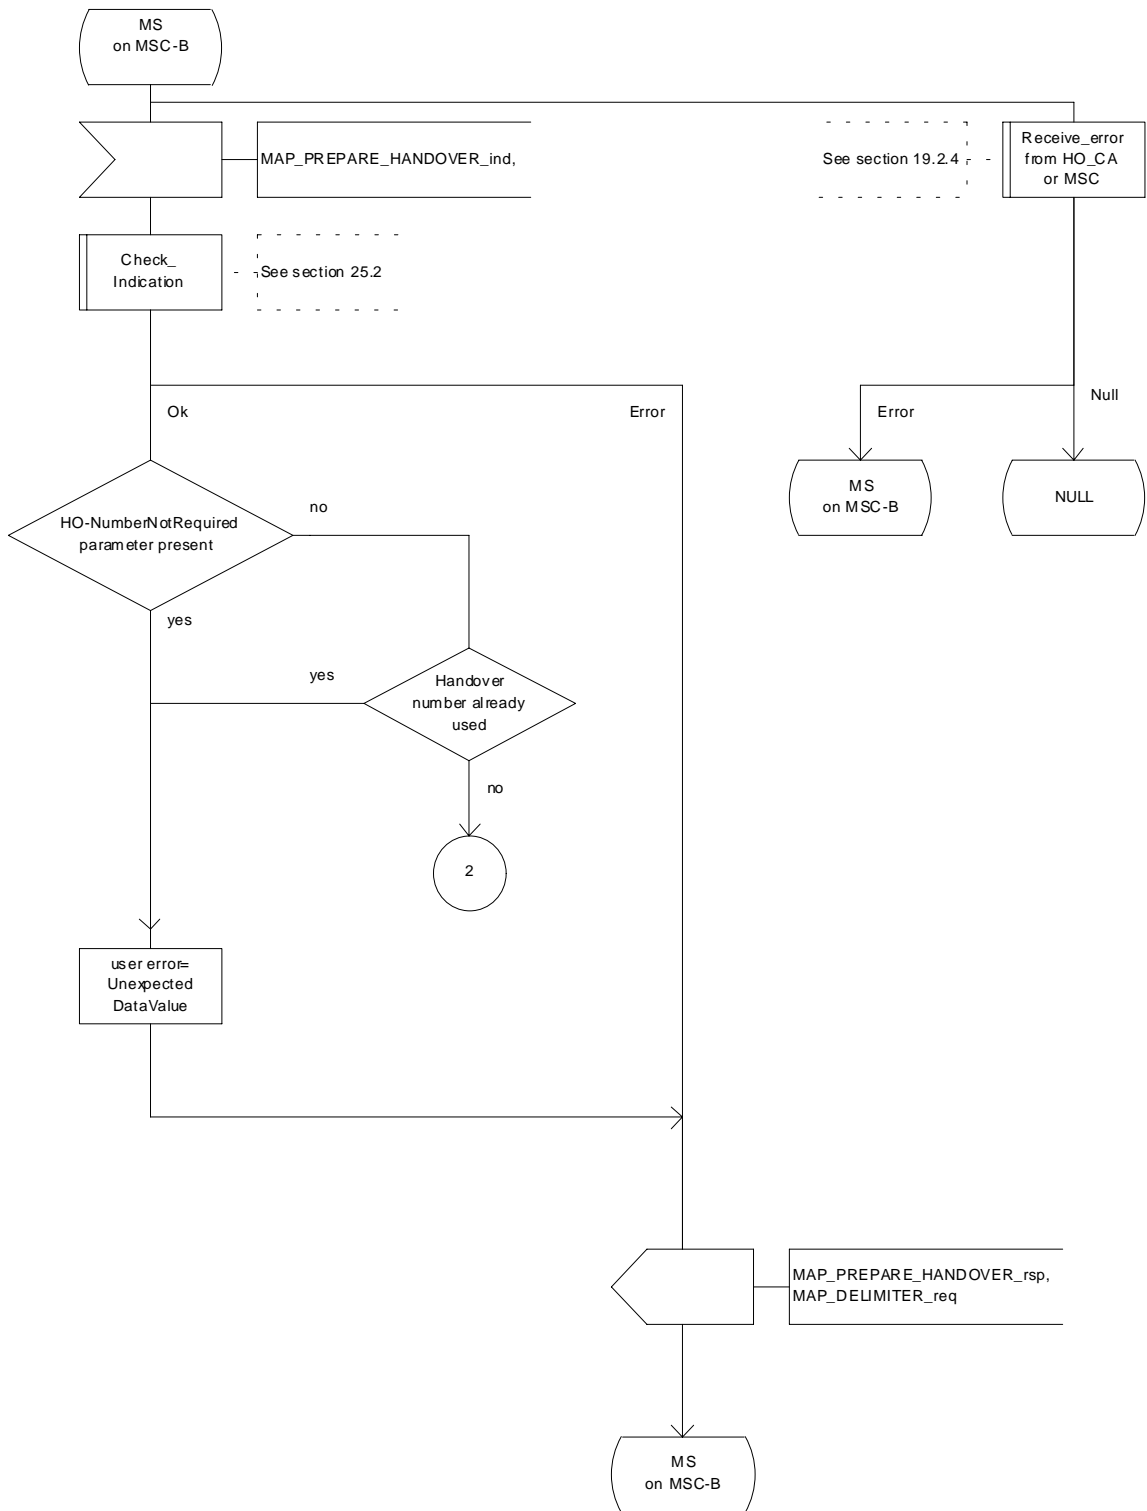 MS
on MSC-B
MAP_PREPARE_HANDOVER_ind,
See section 19.2.4
Receive_error
from HO_CA
or MSC
Check_
Indication
See section 25.2
Ok
Error
Error
Null
MS
on MSC-B
NULL
HO-NumberNotRequired
parameter present
no
yes
yes
Handover
number already
used
no
2
user error=
Unexpected
DataValue
MAP_PREPARE_HANDOVER_rsp,
MAP_DELIMITER_req
MS
on MSC-B